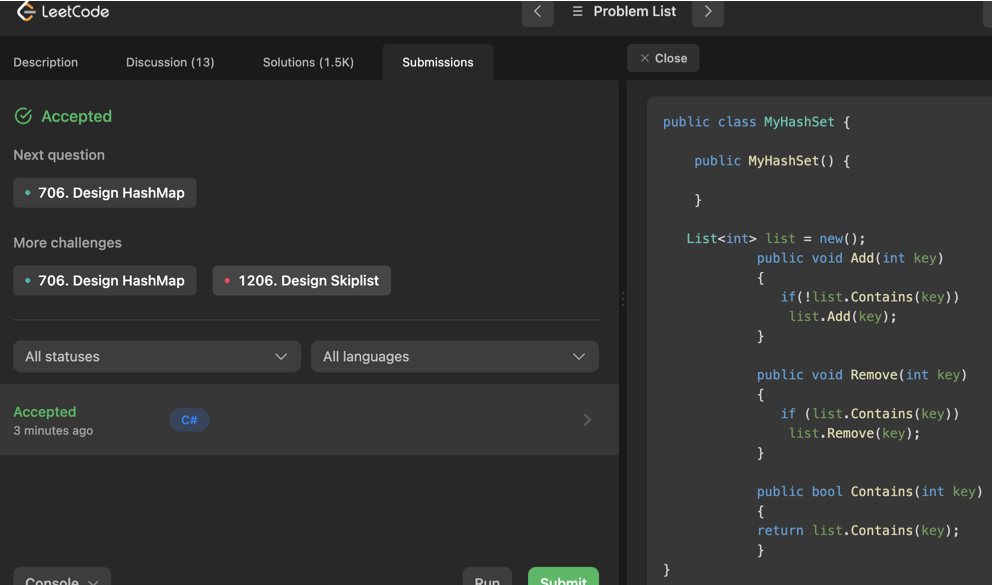 LeetCode
Problem List
Description Discussion (13) Solutions (1.5K) Submissions
Close
Accepted
Next question
706. Design HashMap
More challenges
706. Design HashMap 1206. Design Skiplist
All statuses All languages
Accepted
3 minutes ago
C#
Console Run Submit
public class MyHashSet {
public MyHashSet() {
}
List<int> list = new();
public void Add(int key)
{
if(!list.Contains(key))
list.Add(key);
}
public void Remove(int key)
{
if (list.Contains(key))
list.Remove(key);
}
public bool Contains(int key)
{
return list.Contains(key);
}
}